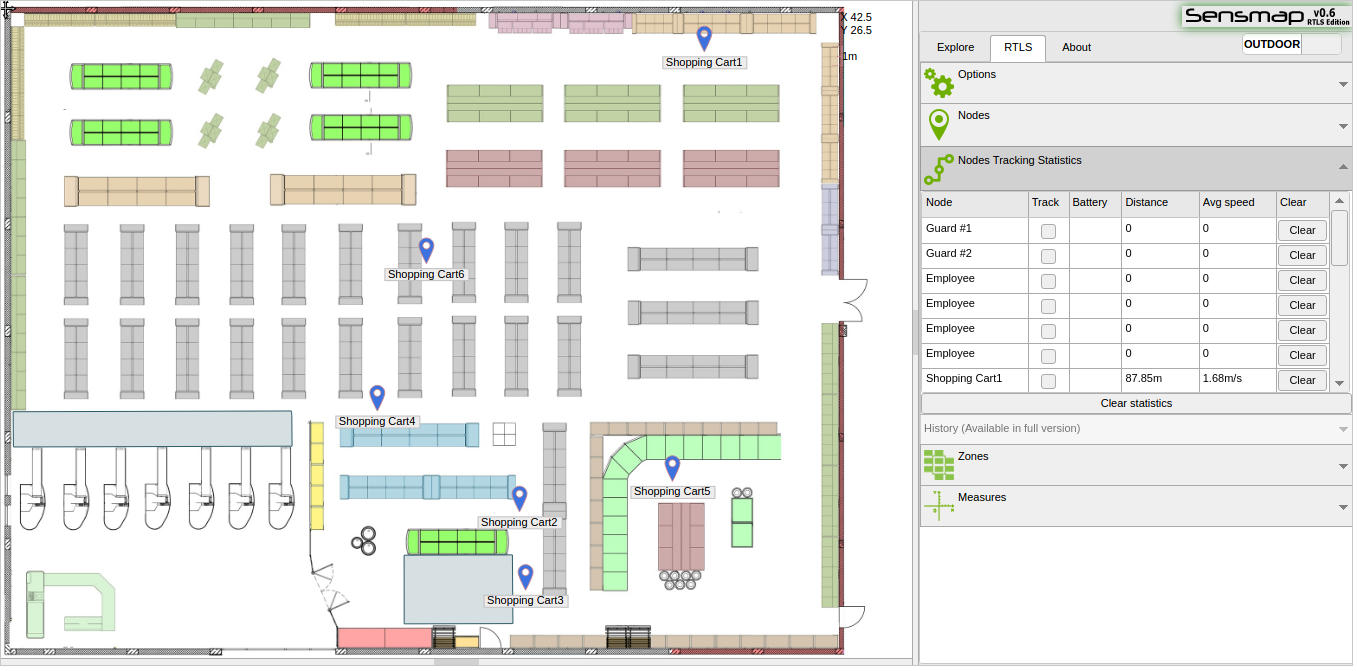 X 42.5
Y 26.5
1m
Shopping Cart1
Shopping Cart6
Shopping Cart4
Shopping Cart5
Shopping Cart2
Shopping Cart3
Sensmap v0.6
RTLS Edition
Explore RTLS About OUTDOOR
Options
Nodes
Nodes Tracking Statistics
Node Track Battery Distance Avg speed Clear
Guard #1 0 0 Clear
Guard #2 0 0 Clear
Employee 0 0 Clear
Employee 0 0 Clear
Employee 0 0 Clear
Employee 0 0 Clear
Shopping Cart1 87.85m 1.68m/s Clear
Clear statistics
History (Available in full version)
Zones
Measures